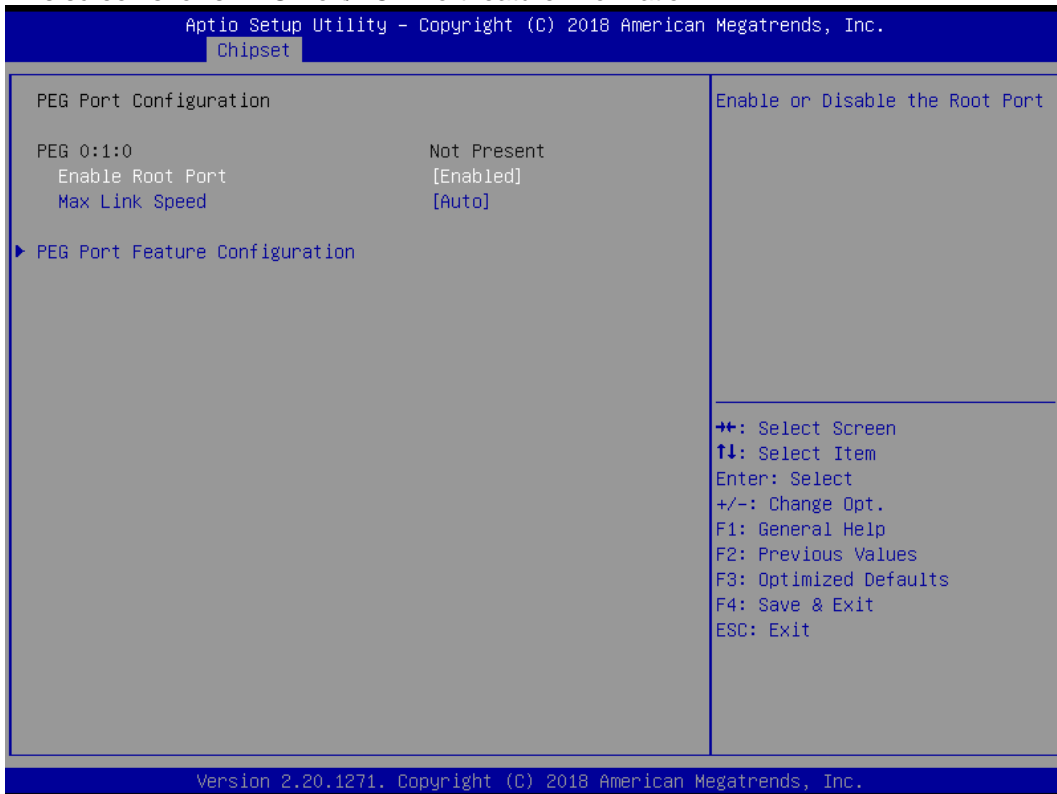 Aptio Setup Utility – Copyright (C) 2018 American Megatrends, Inc.
Chipset
PEG Port Configuration
PEG 0:1:0 Not Present
Enable Root Port [Enabled]
Max Link Speed [Auto]
▶ PEG Port Feature Configuration
Enable or Disable the Root Port
→←: Select Screen
↑↓: Select Item
Enter: Select
+/-: Change Opt.
F1: General Help
F2: Previous Values
F3: Optimized Defaults
F4: Save & Exit
ESC: Exit
Version 2.20.1271. Copyright (C) 2018 American Megatrends, Inc.